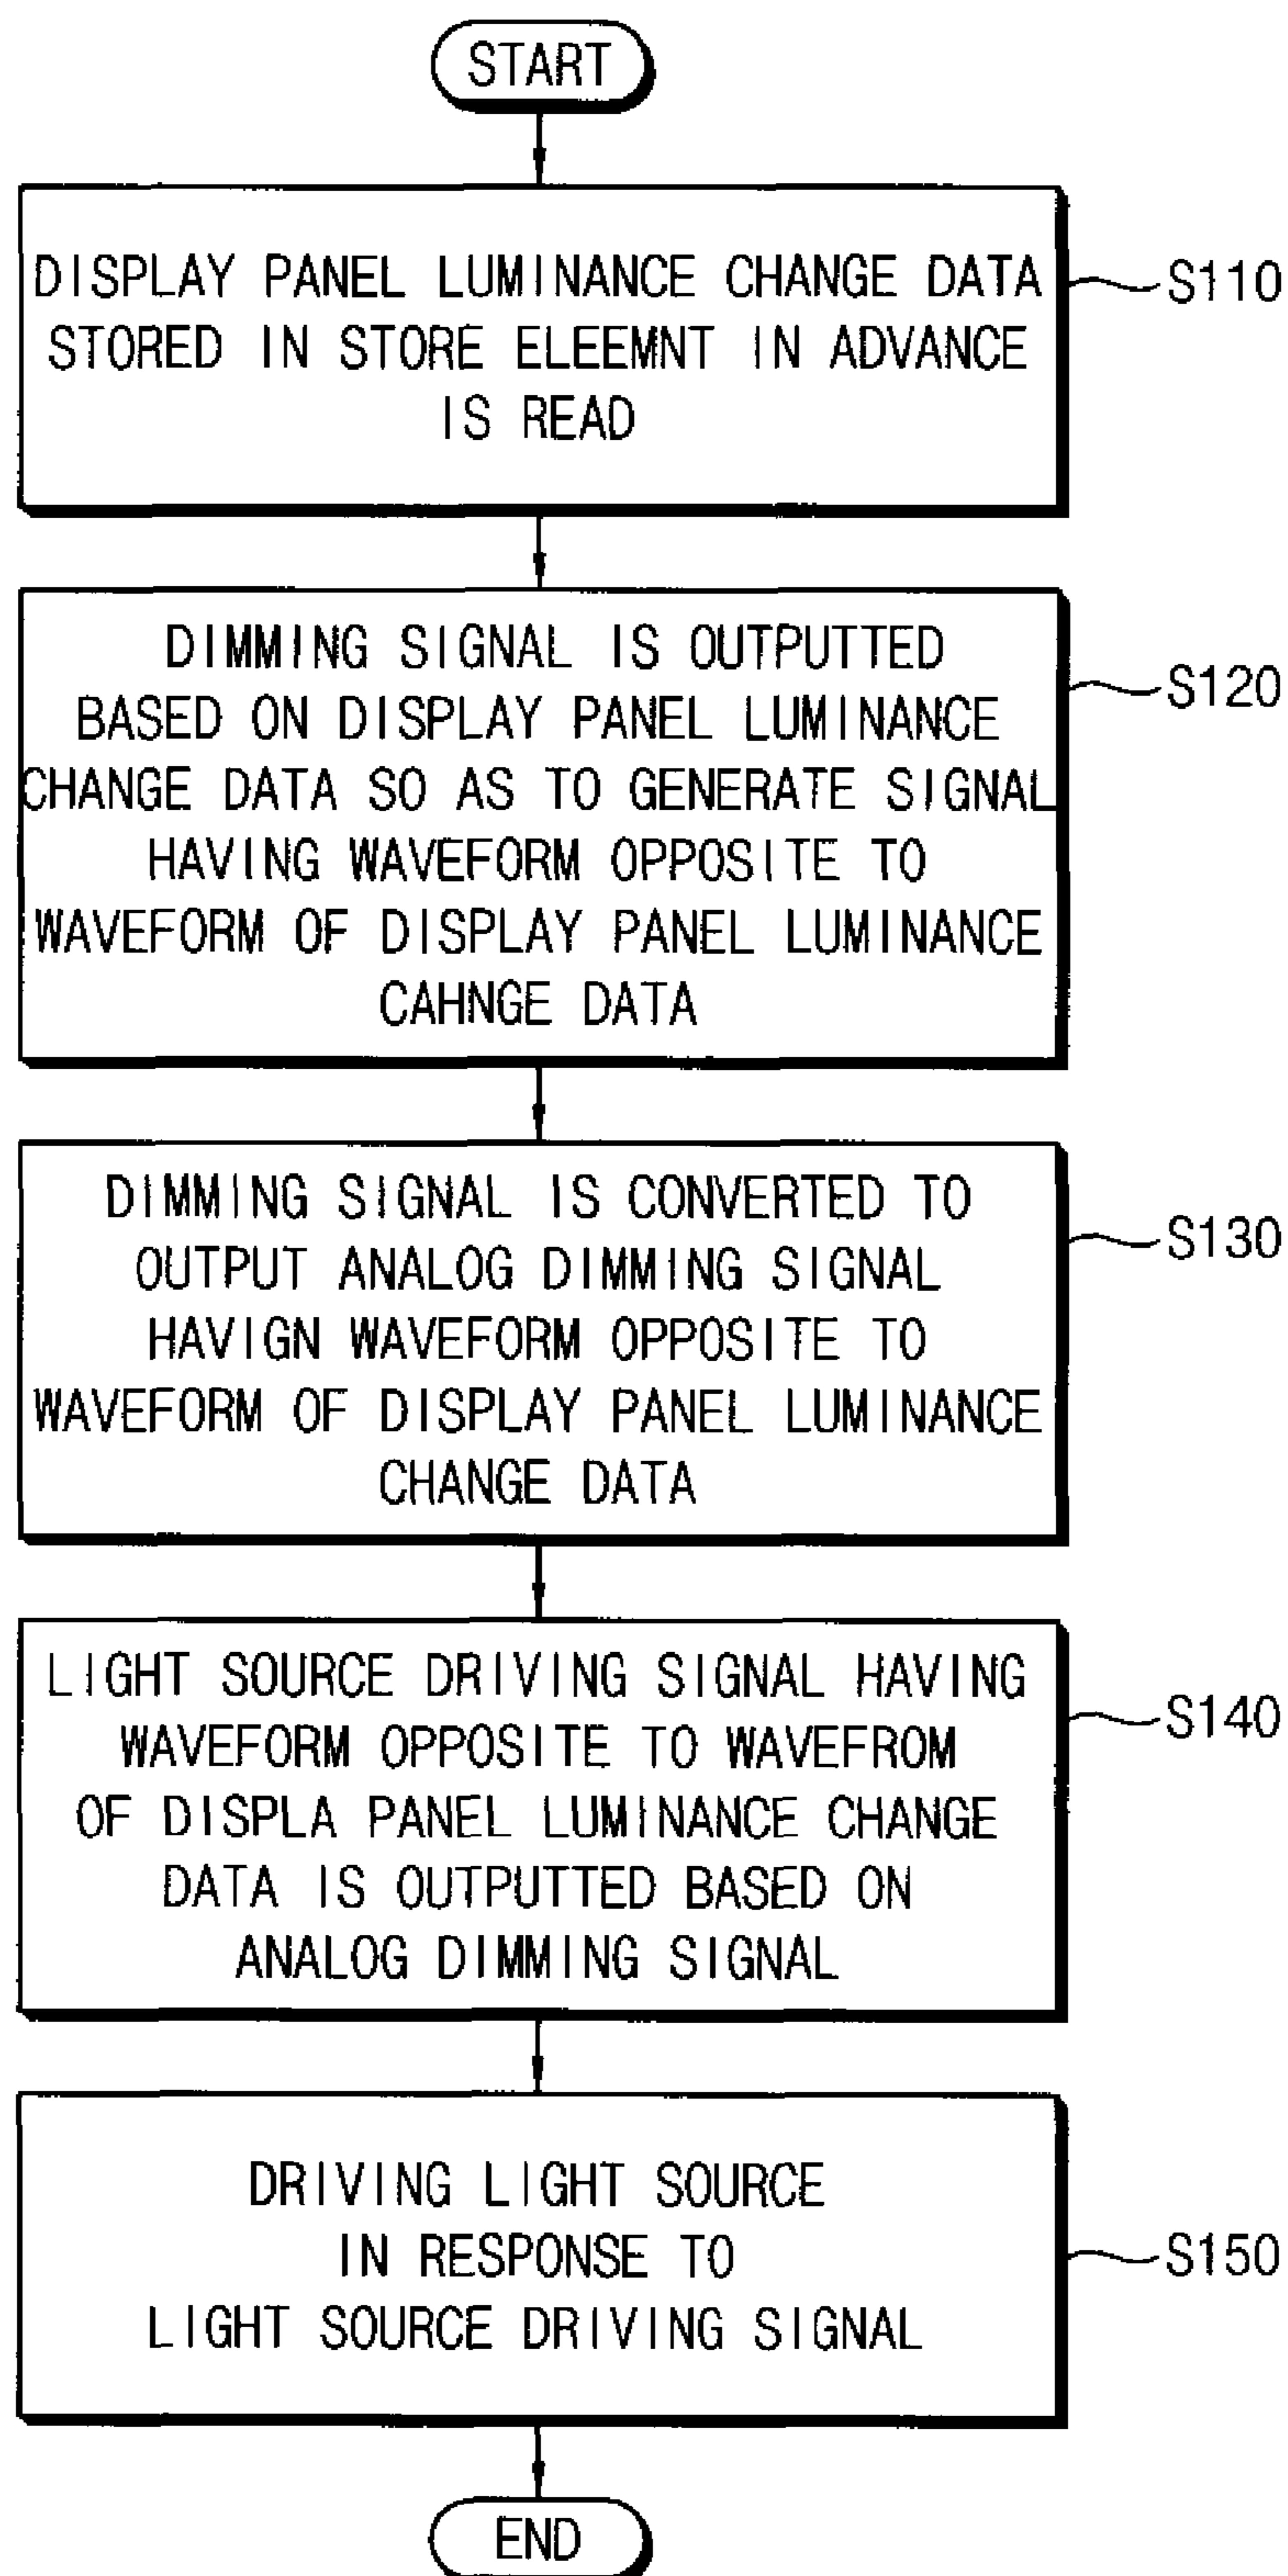 START
DISPLAY PANEL LUMINANCE CHANGE DATA
STORED IN STORE ELEEMNT IN ADVANCE
IS READ
S110
DIMMING SIGNAL IS OUTPUTTED
BASED ON DISPLAY PANEL LUMINANCE
CHANGE DATA SO AS TO GENERATE SIGNAL
HAVING WAVEFORM OPPOSITE TO
WAVEFORM OF DISPLAY PANEL LUMINANCE
CAHNGE DATA
S120
DIMMING SIGNAL IS CONVERTED TO
OUTPUT ANALOG DIMMING SIGNAL
HAVIGN WAVEFORM OPPOSITE TO
WAVEFORM OF DISPLAY PANEL LUMINANCE
CHANGE DATA
S130
LIGHT SOURCE DRIVING SIGNAL HAVING
WAVEFORM OPPOSITE TO WAVEFROM
OF DISPLA PANEL LUMINANCE CHANGE
DATA IS OUTPUTTED BASED ON
ANALOG DIMMING SIGNAL
S140
DRIVING LIGHT SOURCE
IN RESPONSE TO
LIGHT SOURCE DRIVING SIGNAL
S150
END